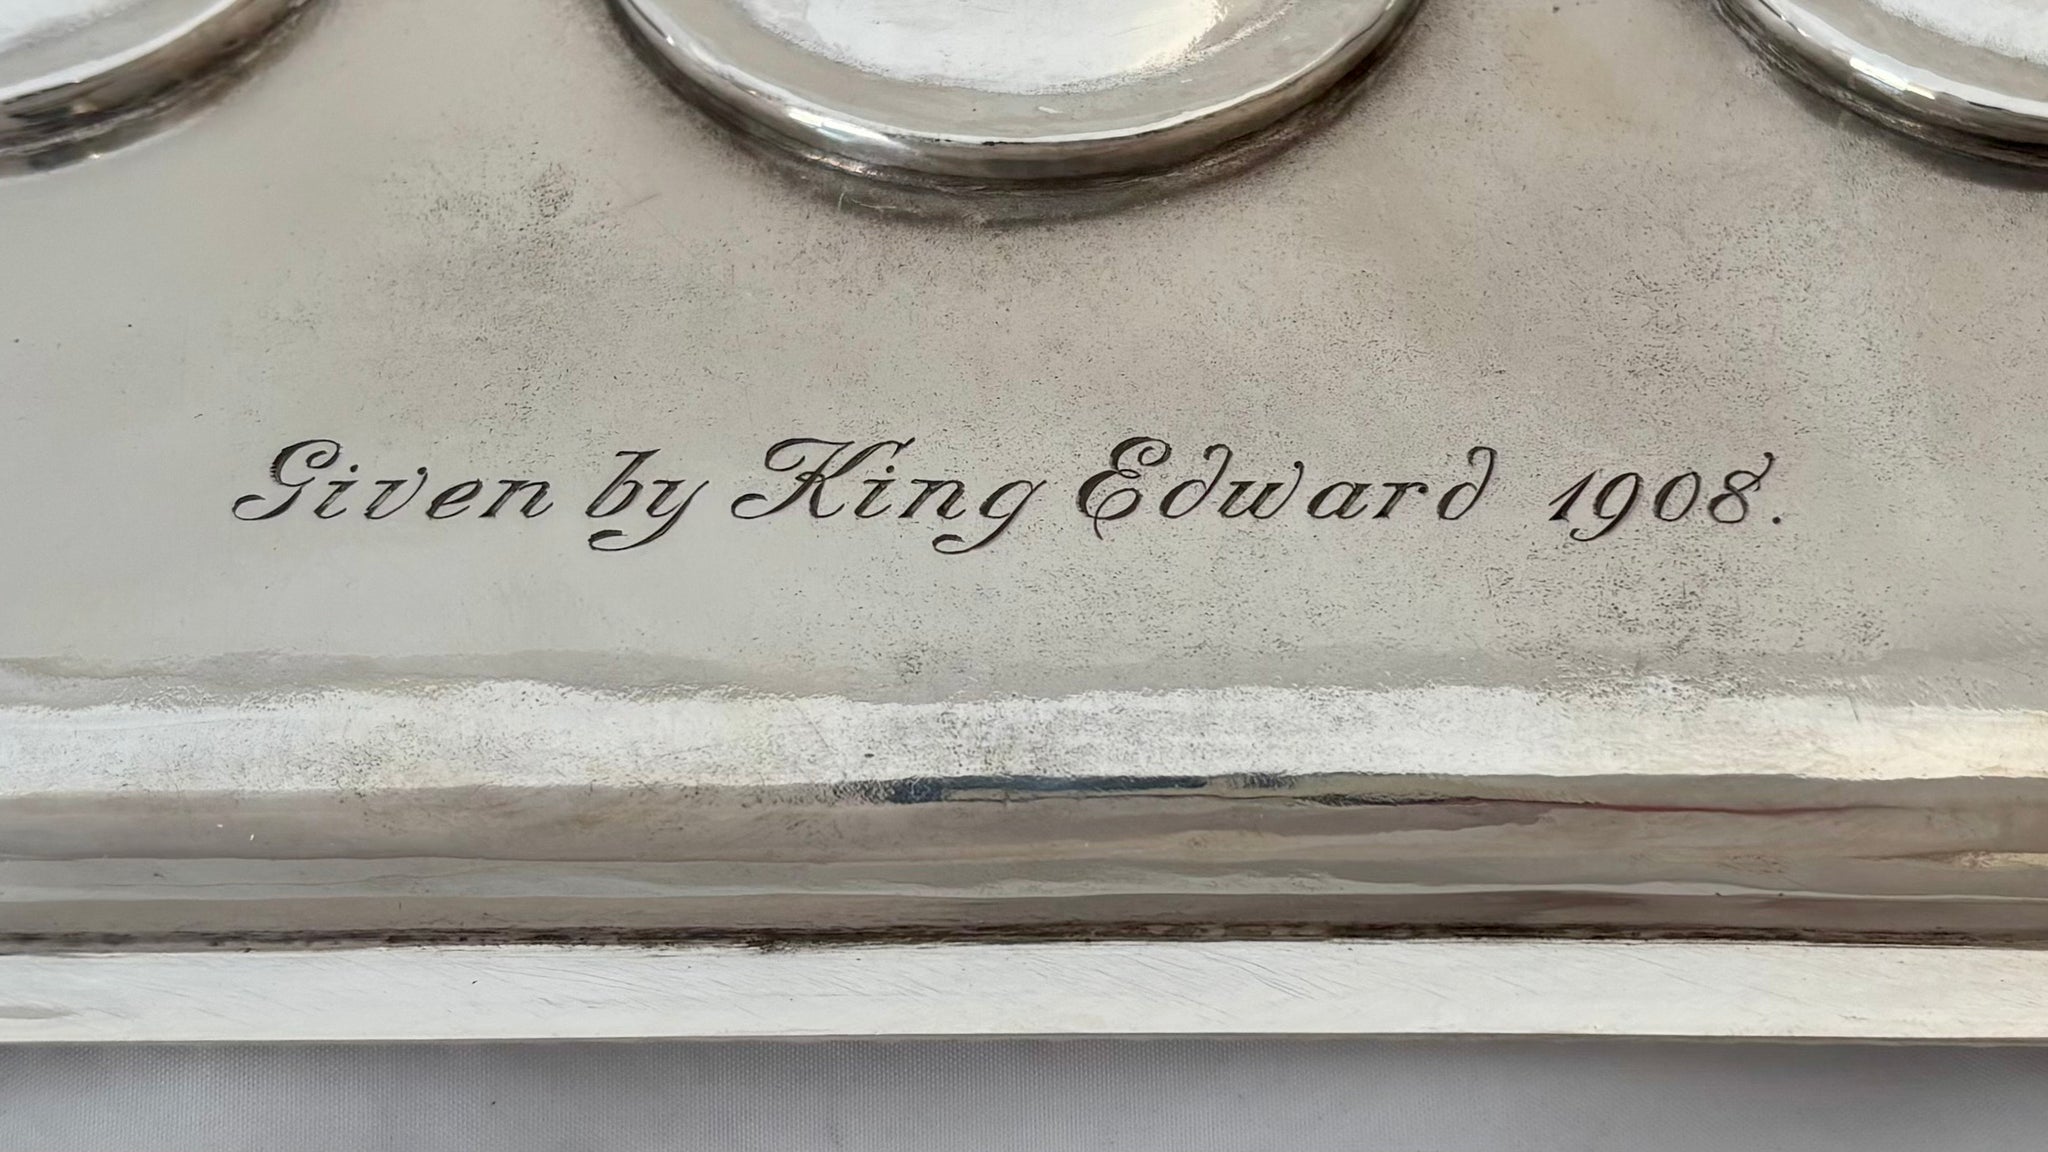 Given by King Edward 1908.